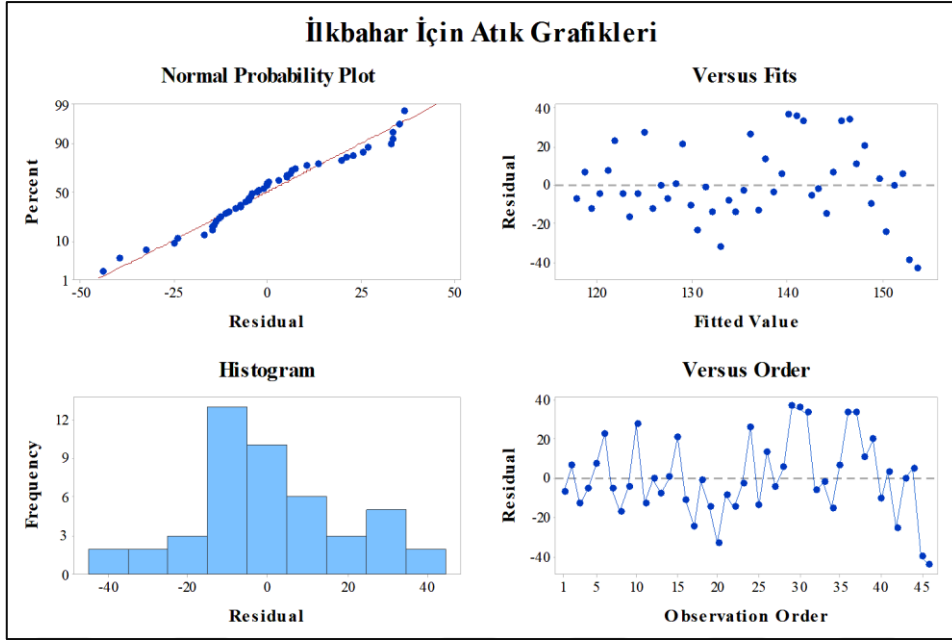 İlkbahar İçin Atık Grafikleri
Normal Probability Plot
Percent
99
90
50
10
1
-50 -25 0 25 50
Residual
Versus Fits
Residual
40
20
0
-20
-40
120 130 140 150
Fitted Value
Histogram
Frequency
12
9
6
3
0
-40 -20 0 20 40
Residual
Versus Order
Residual
40
20
0
-20
-40
1 5 10 15 20 25 30 35 40 45
Observation Order